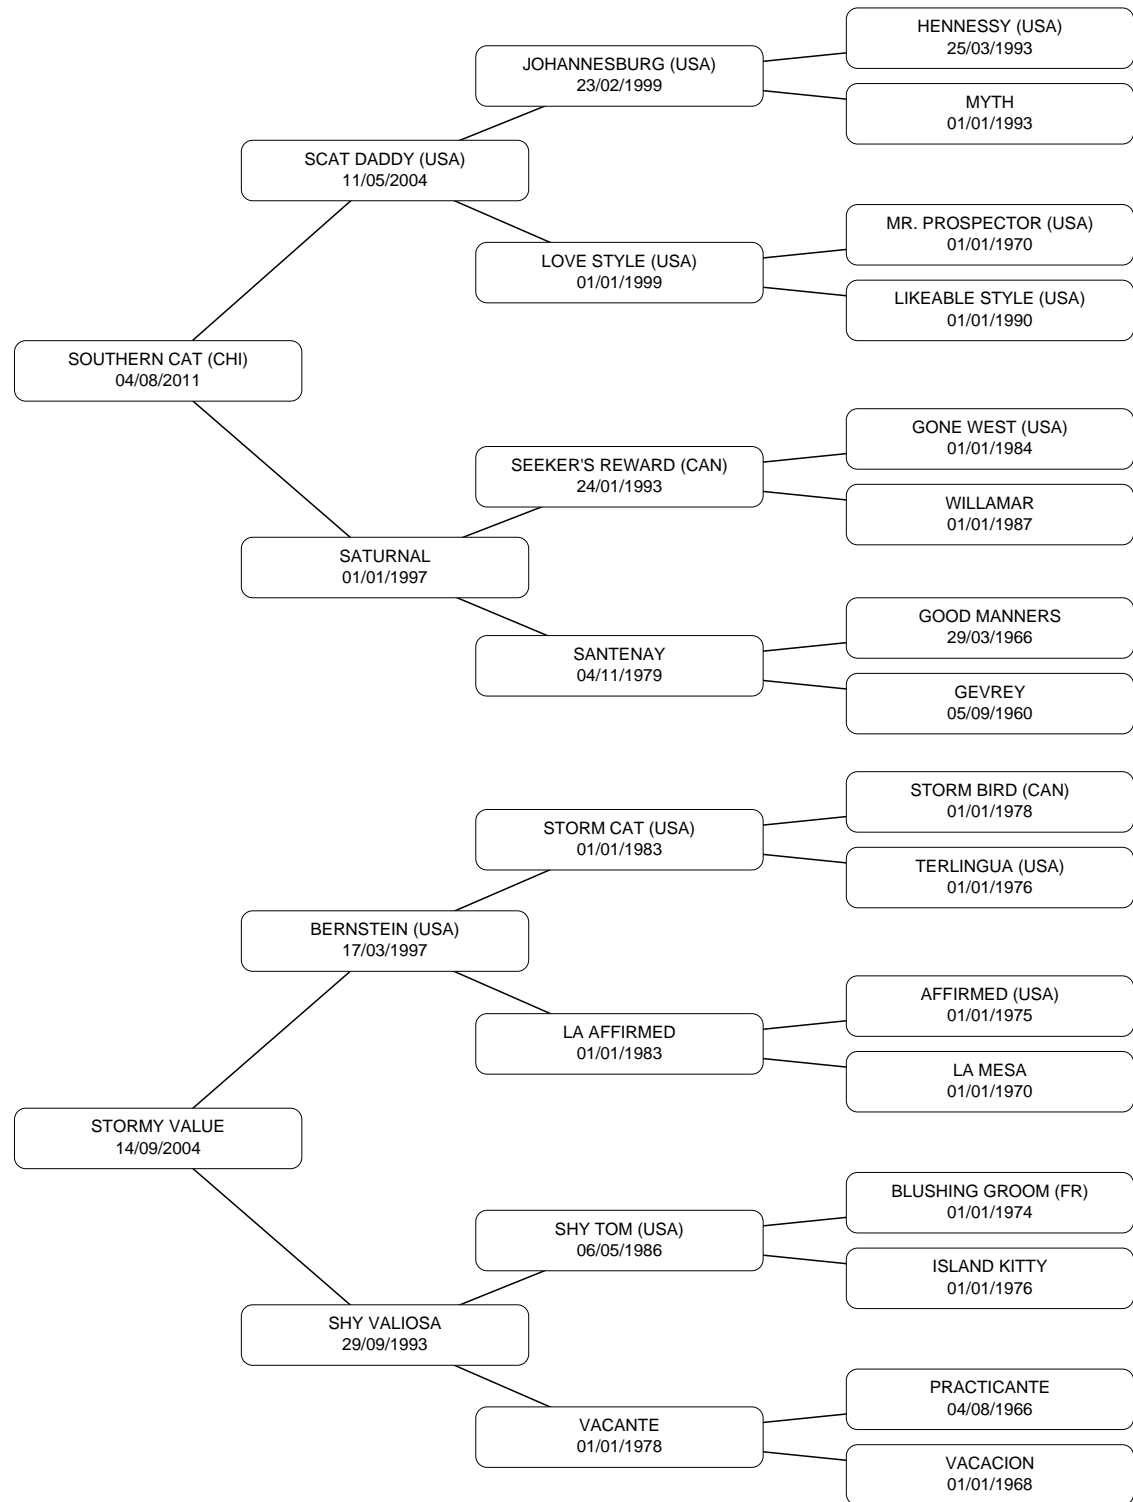 HENNESSY (USA)
25/03/1993
JOHANNESBURG (USA)
23/02/1999
MYTH
01/01/1993
SCAT DADDY (USA)
11/05/2004
MR. PROSPECTOR (USA)
01/01/1970
LOVE STYLE (USA)
01/01/1999
LIKEABLE STYLE (USA)
01/01/1990
SOUTHERN CAT (CHI)
04/08/2011
GONE WEST (USA)
01/01/1984
SEEKER'S REWARD (CAN)
24/01/1993
WILLAMAR
01/01/1987
SATURNAL
01/01/1997
GOOD MANNERS
29/03/1966
SANTENAY
04/11/1979
GEVREY
05/09/1960
STORM BIRD (CAN)
01/01/1978
STORM CAT (USA)
01/01/1983
TERLINGUA (USA)
01/01/1976
BERNSTEIN (USA)
17/03/1997
AFFIRMED (USA)
01/01/1975
LA AFFIRMED
01/01/1983
LA MESA
01/01/1970
STORMY VALUE
14/09/2004
BLUSHING GROOM (FR)
01/01/1974
SHY TOM (USA)
06/05/1986
ISLAND KITTY
01/01/1976
SHY VALIOSA
29/09/1993
PRACTICANTE
04/08/1966
VACANTE
01/01/1978
VACACION
01/01/1968